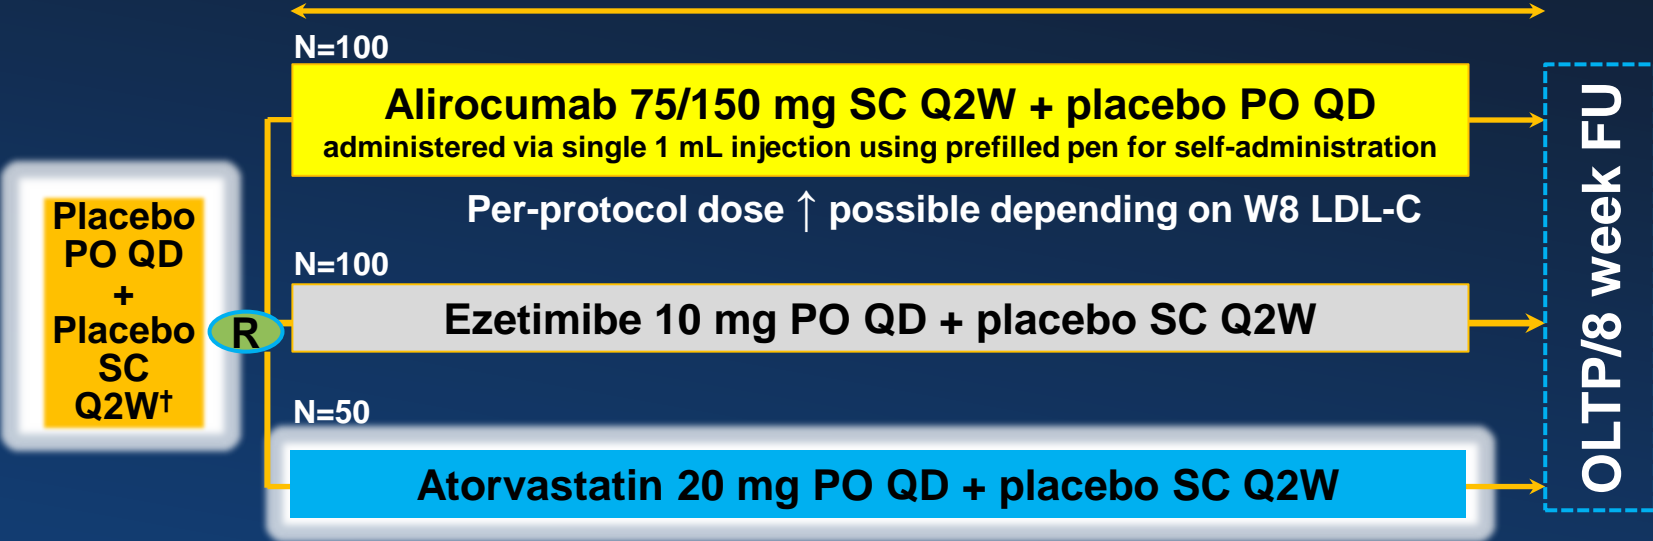 N=100
Alirocumab 75/150 mg SC Q2W + placebo PO QD
administered via single 1 mL injection using prefilled pen for self-administration
Per-protocol dose ↑ possible depending on W8 LDL-C
Placebo
PO QD
+
Placebo
SC
Q2W†
R
N=100
Ezetimibe 10 mg PO QD + placebo SC Q2W
N=50
Atorvastatin 20 mg PO QD + placebo SC Q2W
OLTP/8 week FU